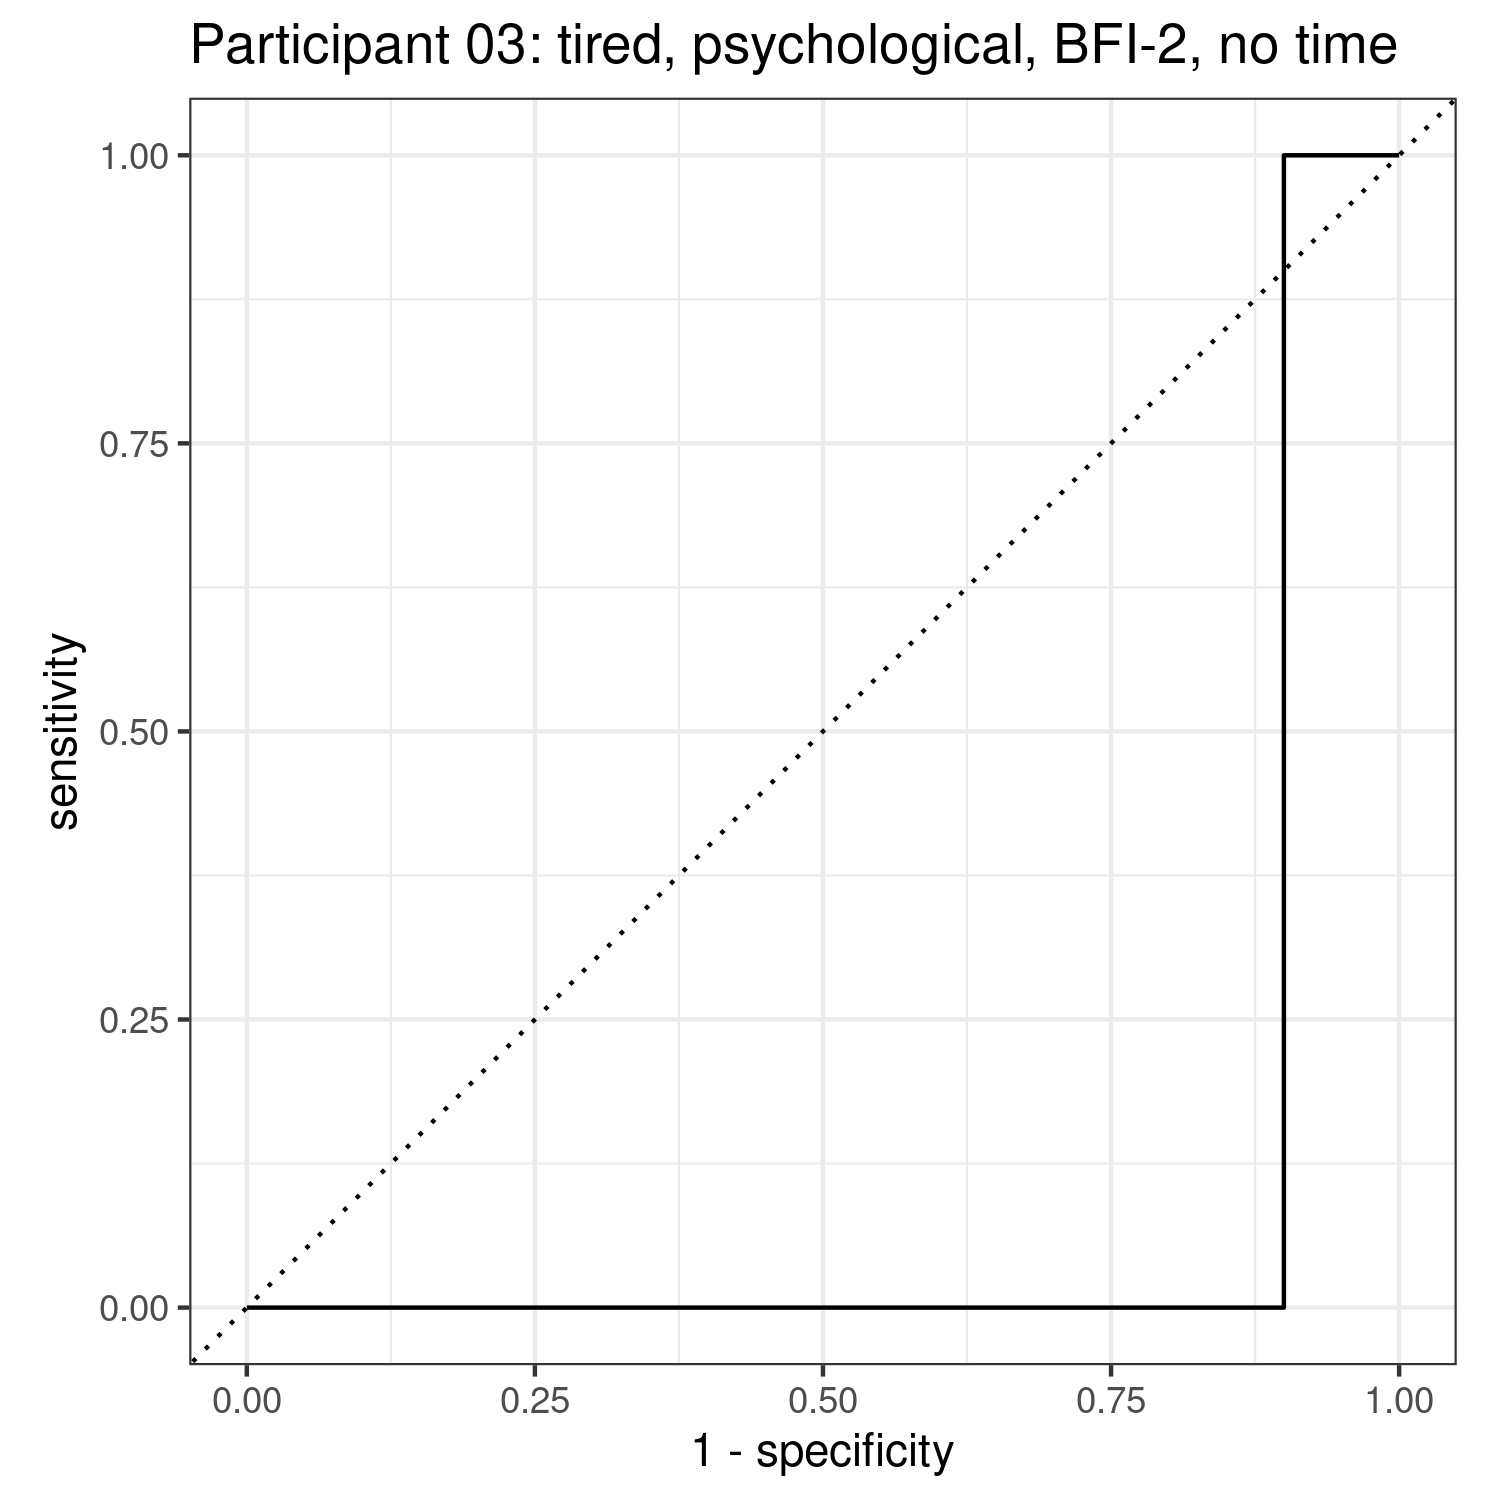 Participant 03: tired, psychological, BFI-2, no time
1.00
0.75
0.50
0.25
0.00
sensitivity
0.00 0.25 0.50 0.75 1.00
1 - specificity